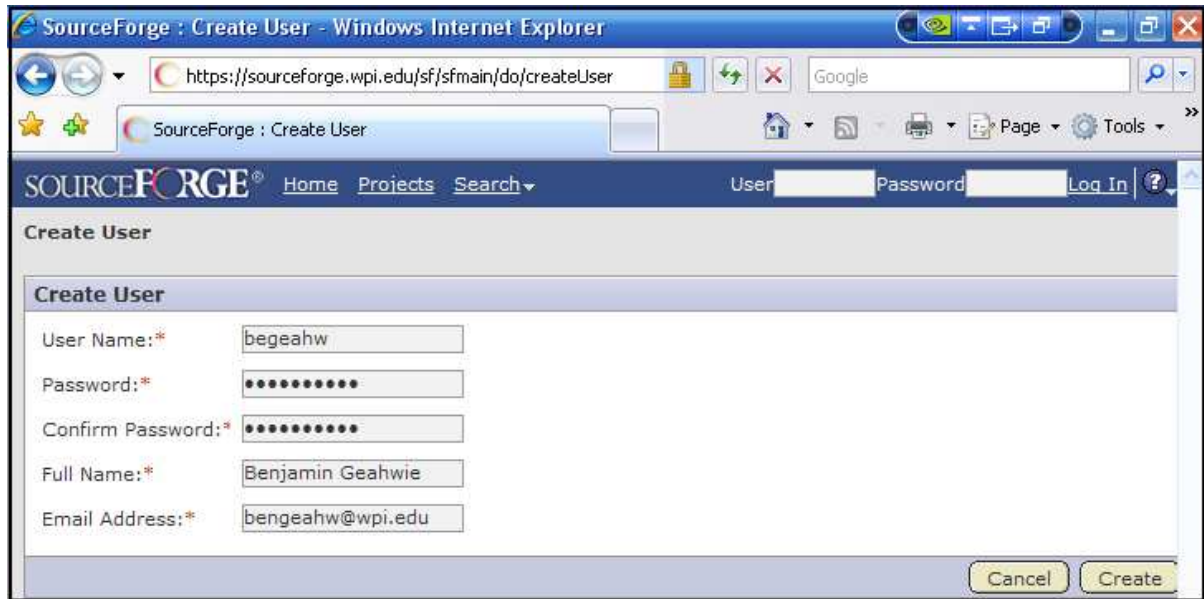 SourceForge : Create User - Windows Internet Explorer
https://sourceforge.wpi.edu/sf/sfmain/do/createUser
Google
SourceForge : Create User
Page
Tools
»
SOURCEFORGE® Home Projects Search
User
Password
Log In
?
Create User
Create User
User Name:* begeahw
Password:* ••••••••••
Confirm Password:* ••••••••••
Full Name:* Benjamin Geahwie
Email Address:* bengeahw@wpi.edu
Cancel Create